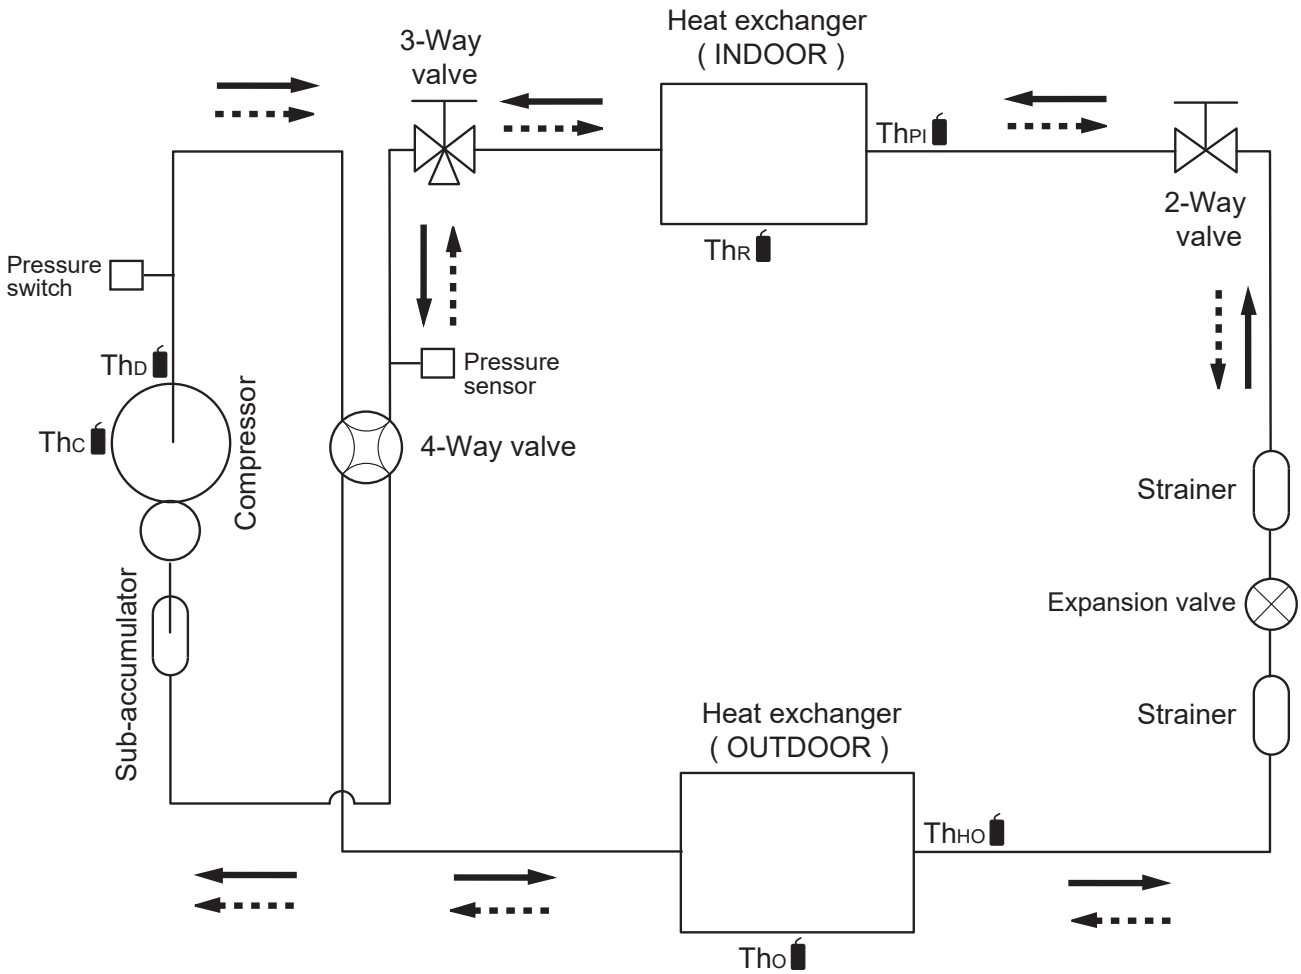 Heat exchanger
( INDOOR )
3-Way
valve
ThPI
2-Way
valve
ThR
Pressure
switch
ThD
Pressure
sensor
ThC
Compressor
4-Way valve
Strainer
Expansion valve
Sub-accumulator
Strainer
Heat exchanger
( OUTDOOR )
ThHO
ThO